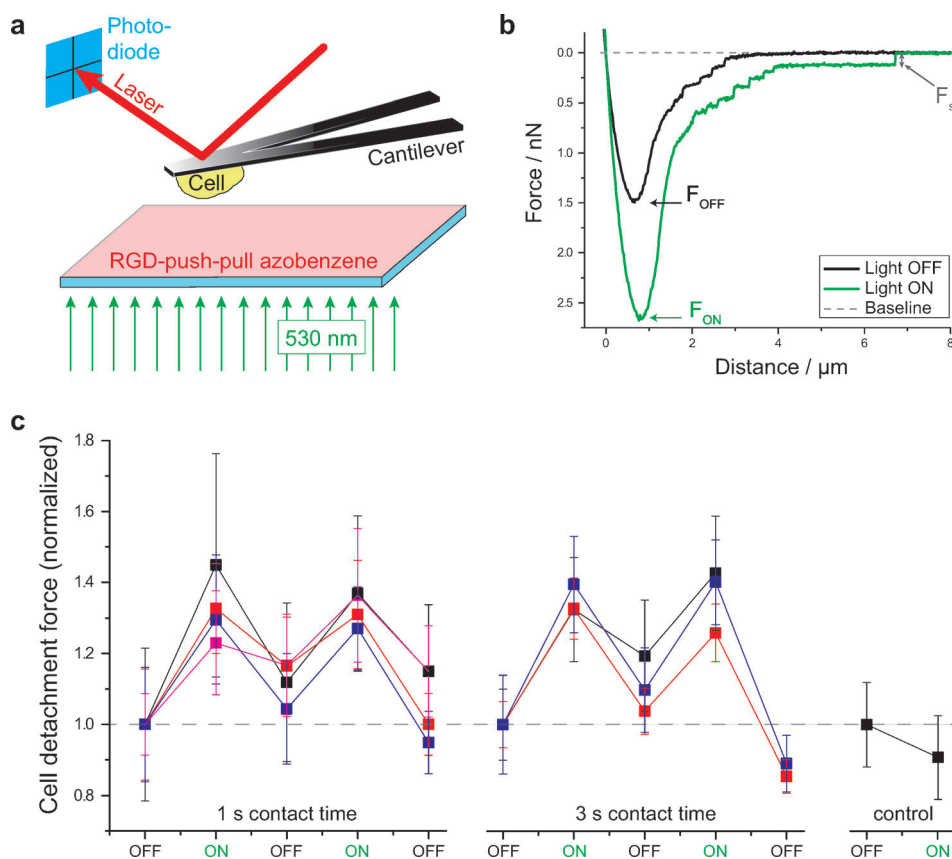 a
Photo-
diode
Laser
Cantilever
Cell
RGD-push-pull azobenzene
530 nm
b
Force / nN
0.0
0.5
1.0
1.5
2.0
2.5
F OFF
F ON
F s
Light OFF
Light ON
Baseline
0 2 4 6 8
Distance / µm
c
Cell detachment force (normalized)
1.8
1.6
1.4
1.2
1.0
0.8
1 s contact time 3 s contact time control
OFF ON OFF ON OFF OFF ON OFF ON OFF OFF ON